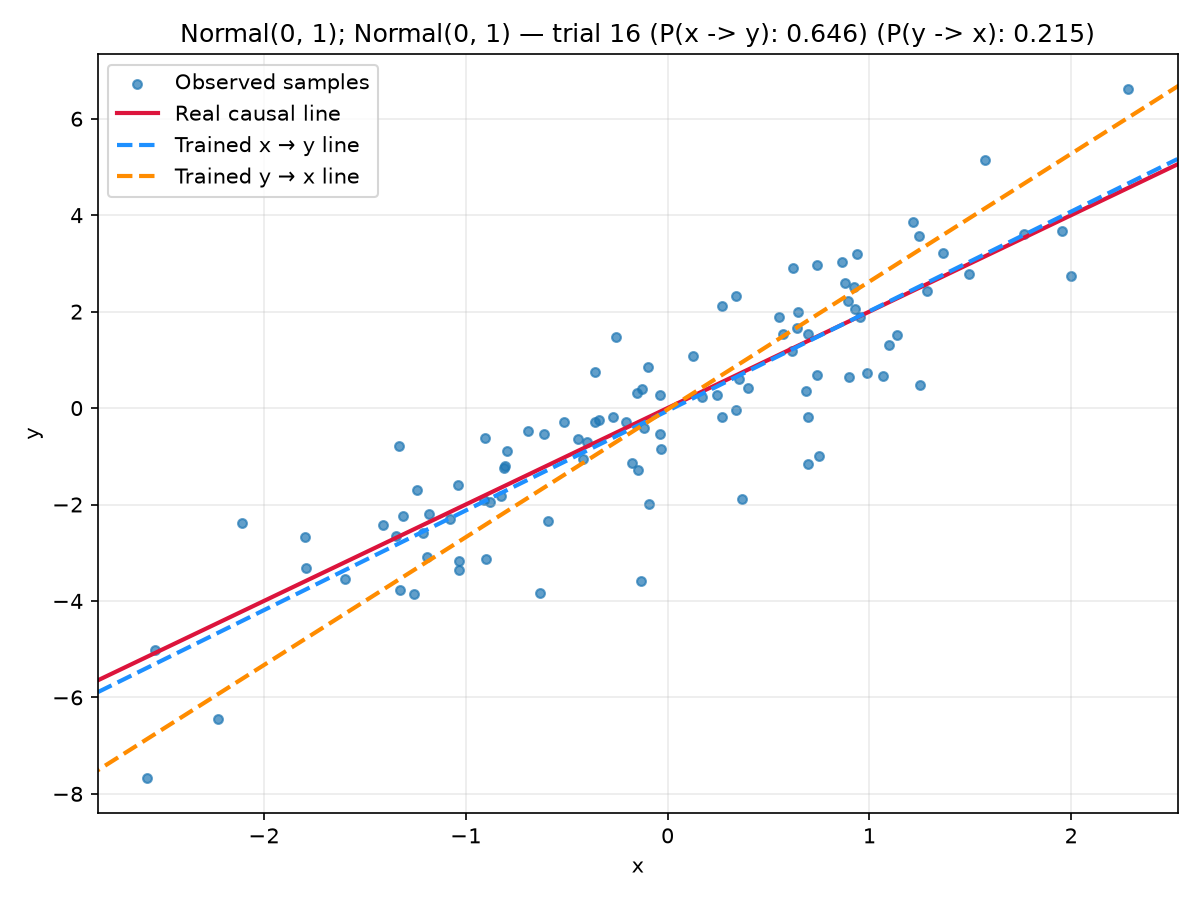 Normal(0, 1); Normal(0, 1) — trial 16 (P(x -> y): 0.646) (P(y -> x): 0.215)
Observed samples
Real causal line
Trained x → y line
Trained y → x line
6
4
2
0
−2
−4
−6
−8
y
−2
−1
0
1
2
x